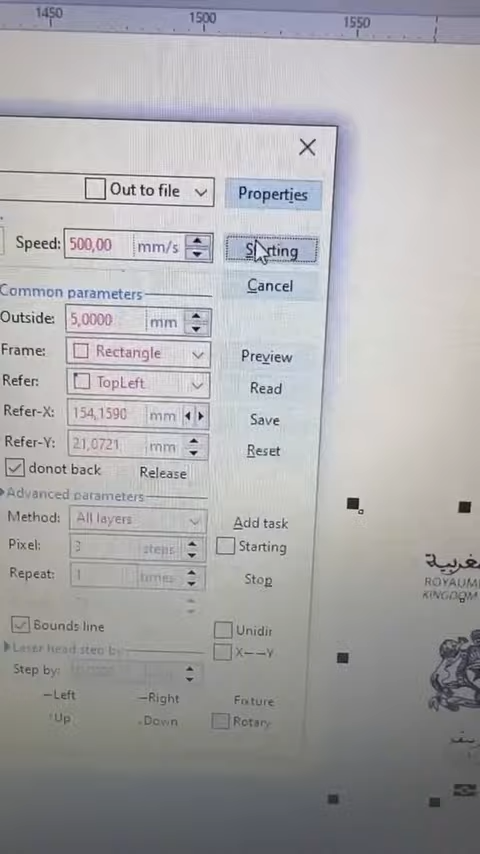 1450 1500 1550
Out to file Properties
Speed: 500,00 mm/s Starting
Common parameters Cancel
Outside: 5,0000 mm
Frame: Rectangle Preview
Refer: TopLeft Read
Refer-X: 154,1590 mm Save
Refer-Y: 21,0721 mm Reset
donot back Release
Advanced parameters
Method: All layers Add task
Pixel: 3 steps Starting
Repeat: 1 times Stop
Bounds line Unidir
Laser head step by X--Y
Step by:
Left Right Fixture
Up Down Rotary
ROYAUME
KINGDOM